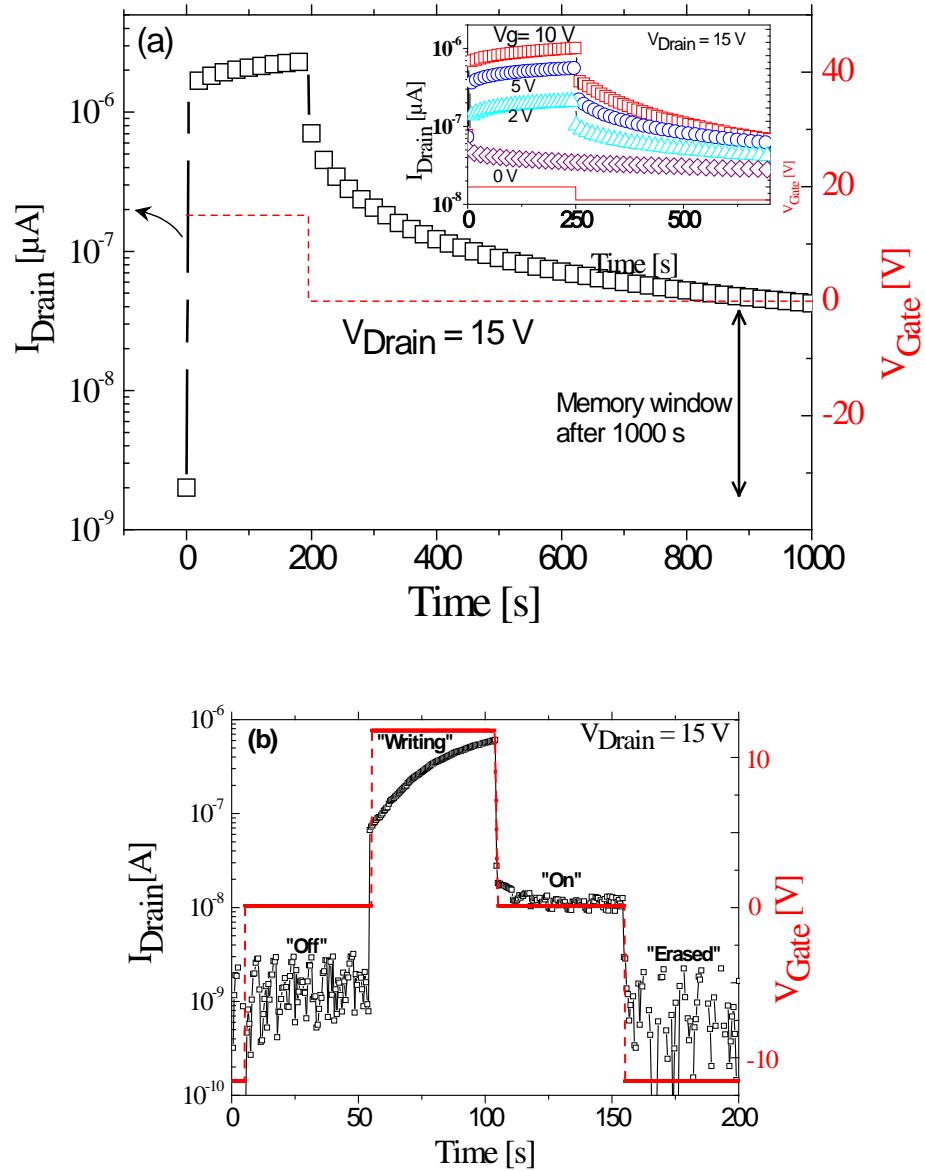 (a)
I_Drain [μA]
10^-6
10^-7
10^-8
10^-9
Vg= 10 V
V_Drain = 15 V
5 V
2 V
0 V
I_Drain [μA]
10^-6
10^-7
10^-8
0 250 500
Time [s]
V_Gate [V]
40
20
0
-20
V_Gate [V]
V_Drain = 15 V
Memory window
after 1000 s
0 200 400 600 800 1000
Time [s]
(b)
"Writing"
V_Drain = 15 V
"On"
"Off"
"Erased"
I_Drain [A]
10^-6
10^-7
10^-8
10^-9
10^-10
10
0
-10
V_Gate [V]
0 50 100 150 200
Time [s]